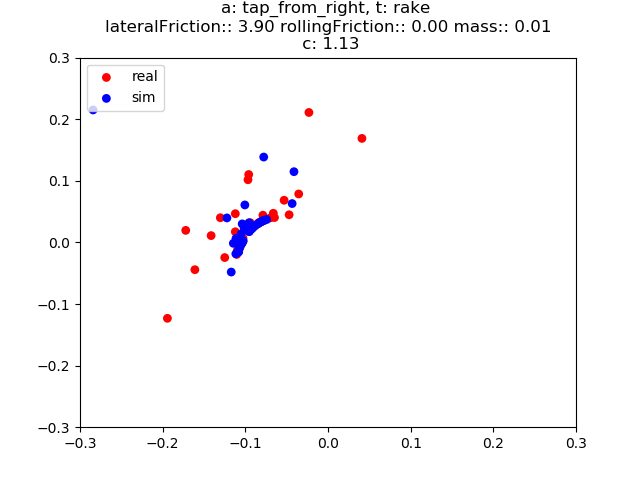 a: tap_from_right, t: rake
lateralFriction:: 3.90 rollingFriction:: 0.00 mass:: 0.01
c: 1.13
real
sim
0.3
0.2
0.1
0.0
−0.1
−0.2
−0.3
−0.3
−0.2
−0.1
0.0
0.1
0.2
0.3